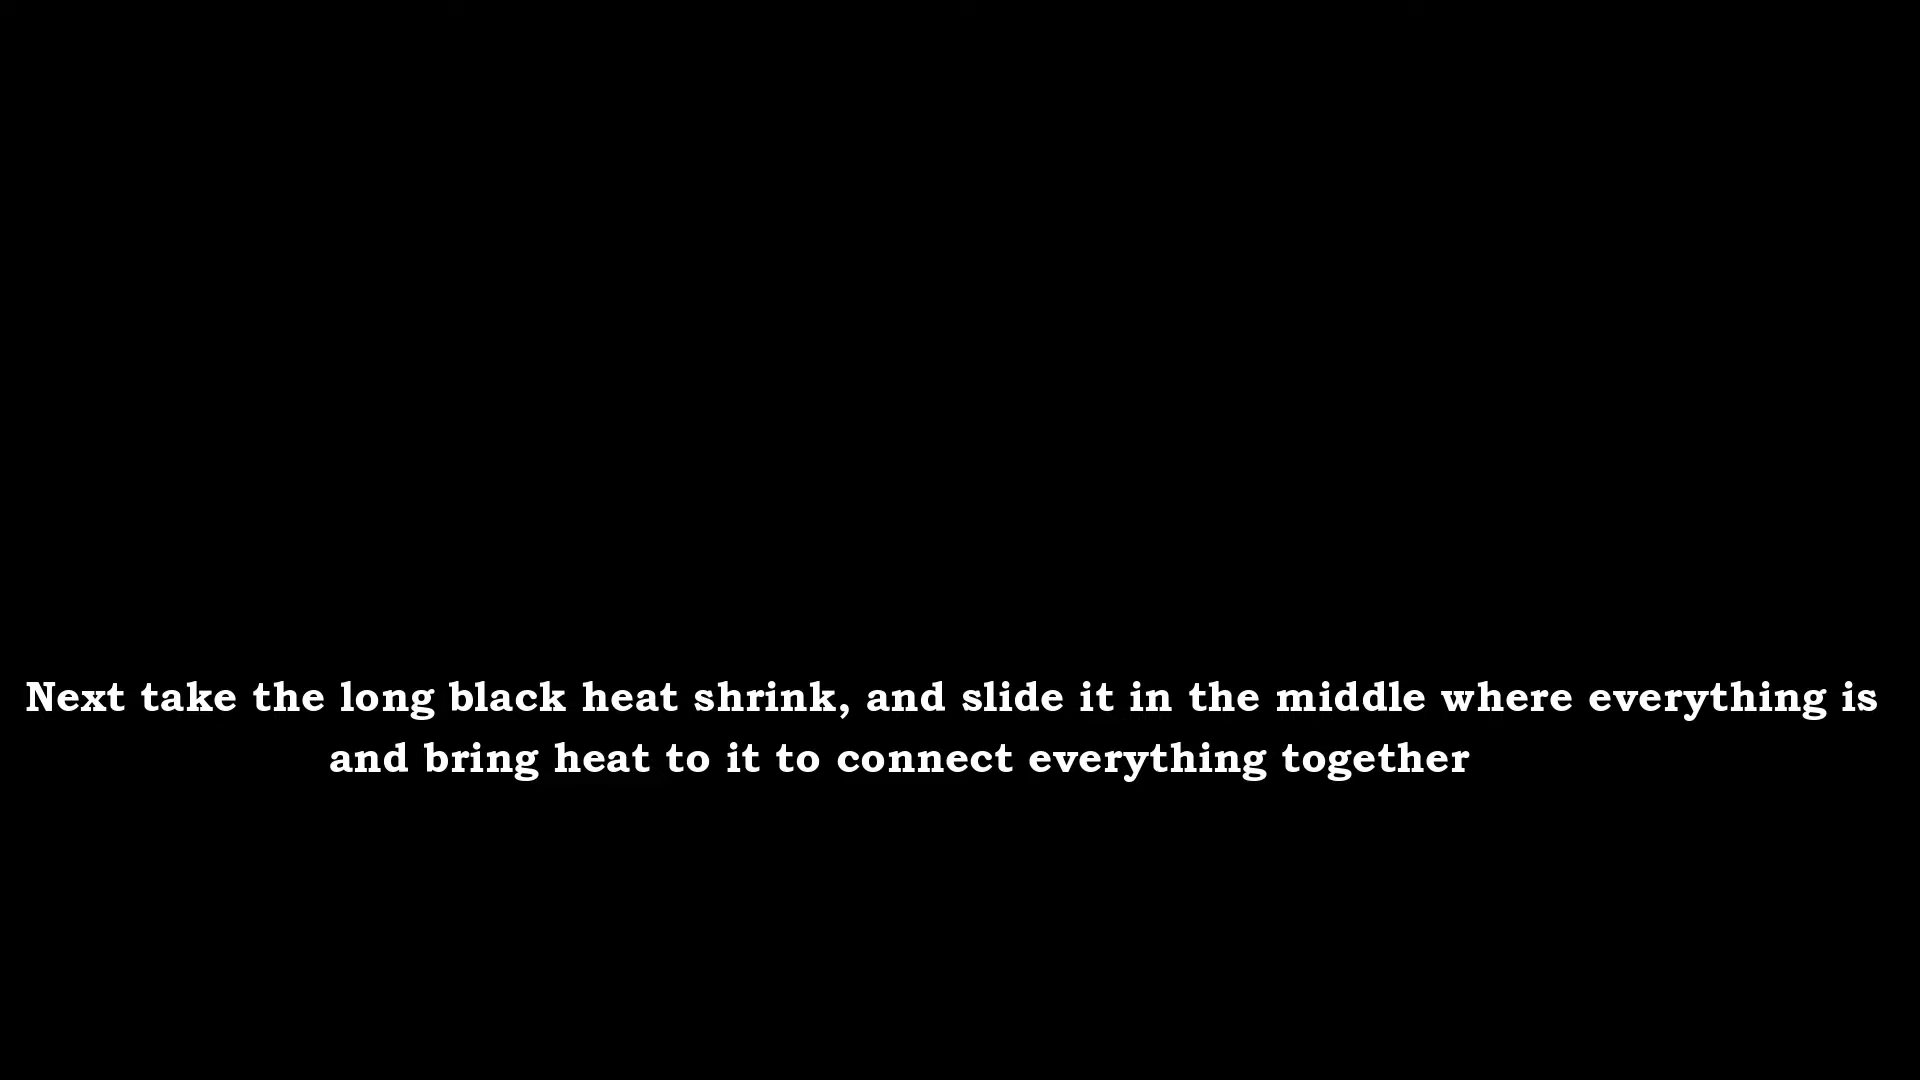 Next take the long black heat shrink, and slide it in the middle where everything is
and bring heat to it to connect everything together